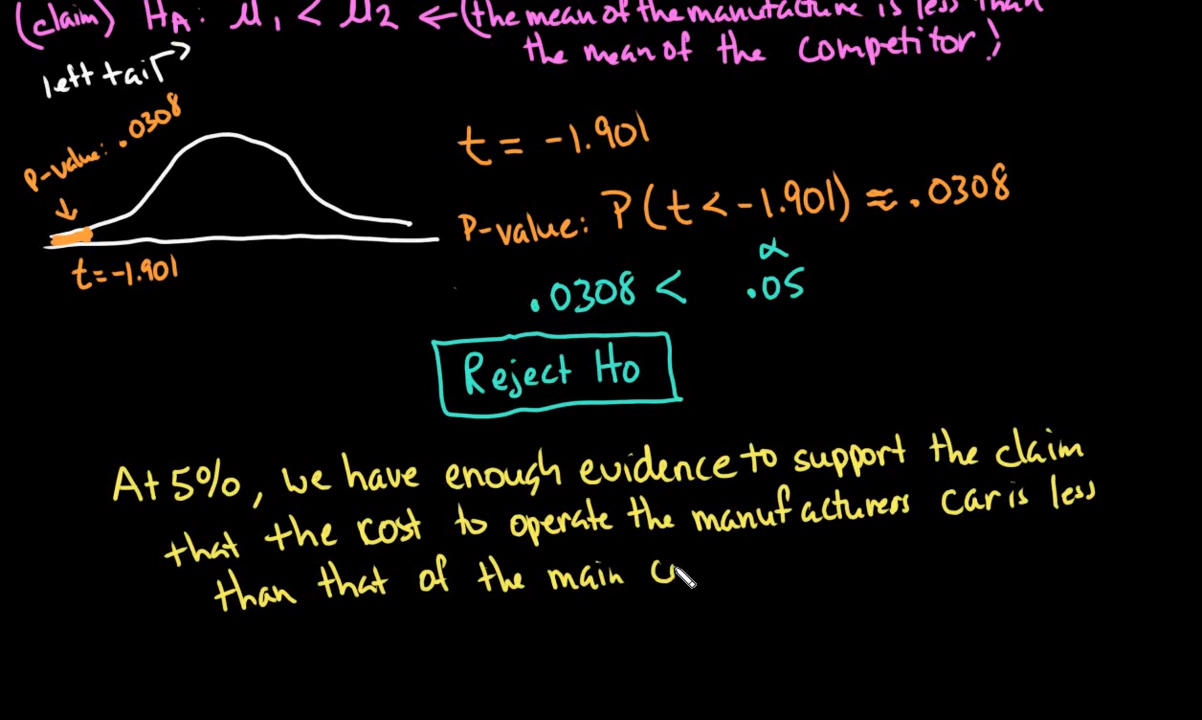 (claim) HA: μ1 < μ2 ← (the mean of the manufacture is less than
the mean of the competitor)
left tail →
P-value: .0308
t = -1.901
P-value: P(t < -1.901) ≈ .0308
t=-1.901
α
.0308 < .05
Reject Ho
At 5%, we have enough evidence to support the claim
that the cost to operate the manufacturers car is less
than that of the main c